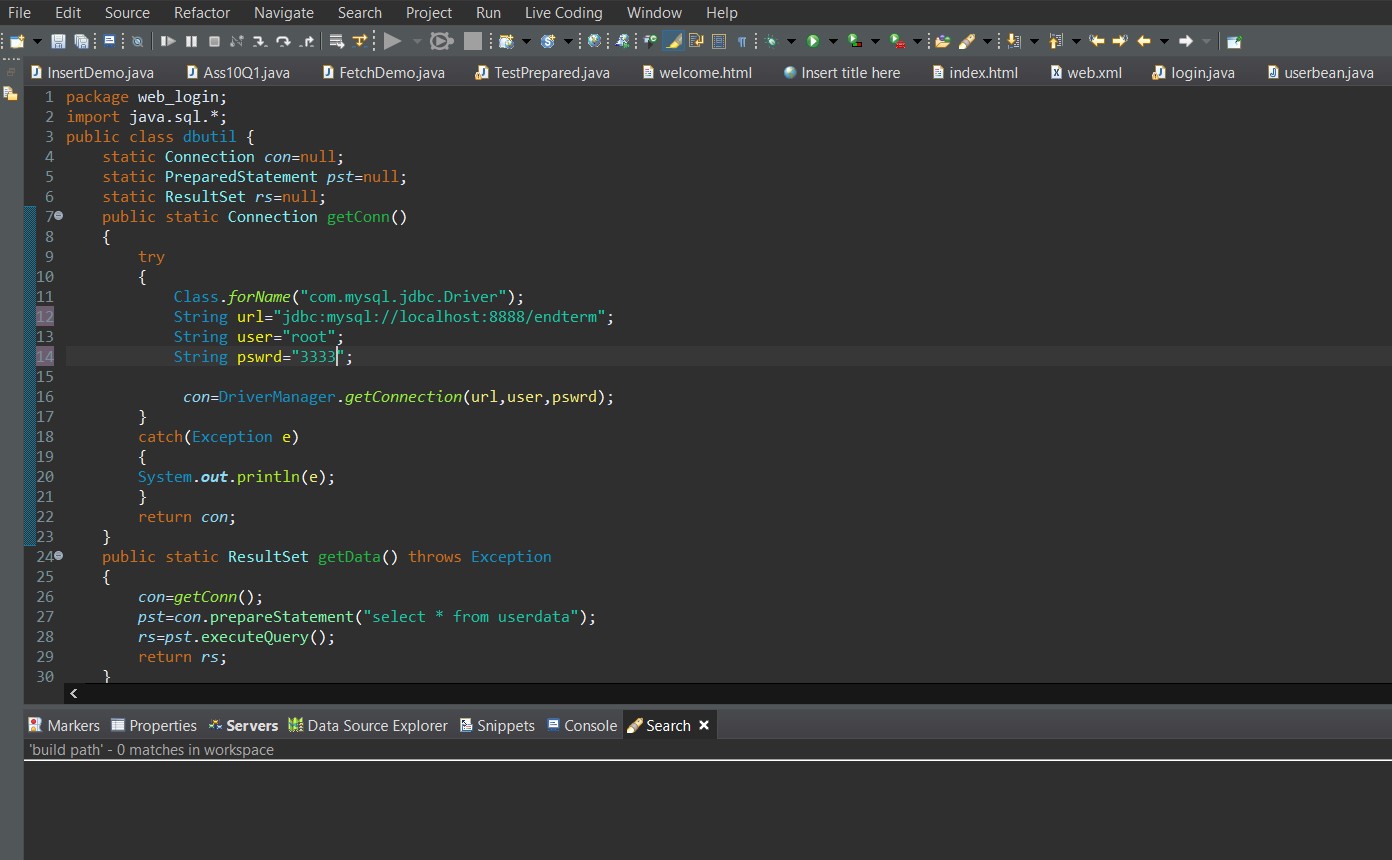 File Edit Source Refactor Navigate Search Project Run Live Coding Window Help
InsertDemo.java Ass10Q1.java FetchDemo.java TestPrepared.java welcome.html Insert title here index.html web.xml login.java userbean.java
1 package web_login;
2 import java.sql.*;
3 public class dbutil {
4 static Connection con=null;
5 static PreparedStatement pst=null;
6 static ResultSet rs=null;
7 public static Connection getConn()
8 {
9 try
10 {
11 Class.forName("com.mysql.jdbc.Driver");
12 String url="jdbc:mysql://localhost:8888/endterm";
13 String user="root";
14 String pswrd="3333";
15
16 con=DriverManager.getConnection(url,user,pswrd);
17 }
18 catch(Exception e)
19 {
20 System.out.println(e);
21 }
22 return con;
23 }
24 public static ResultSet getData() throws Exception
25 {
26 con=getConn();
27 pst=con.prepareStatement("select * from userdata");
28 rs=pst.executeQuery();
29 return rs;
30 }
Markers Properties Servers Data Source Explorer Snippets Console Search
'build path' - 0 matches in workspace